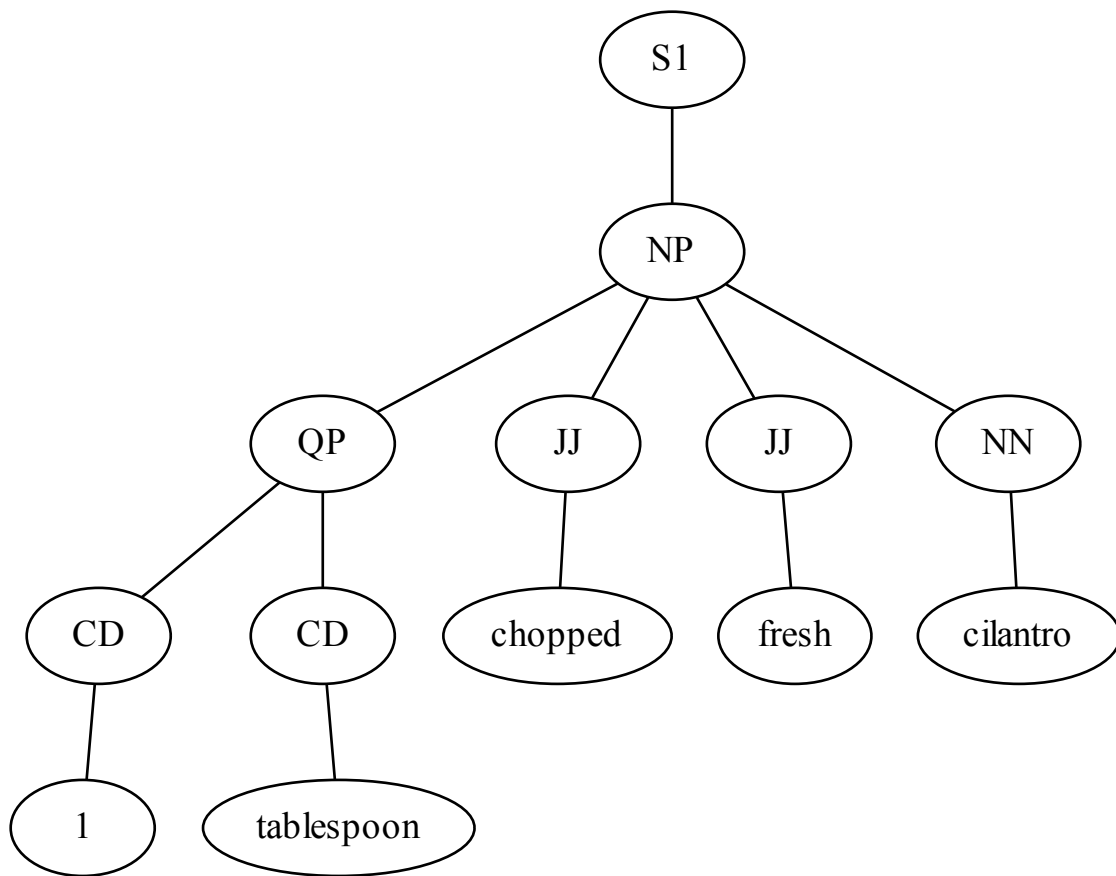 S1
NP
QP JJ JJ NN
CD CD chopped fresh cilantro
1 tablespoon